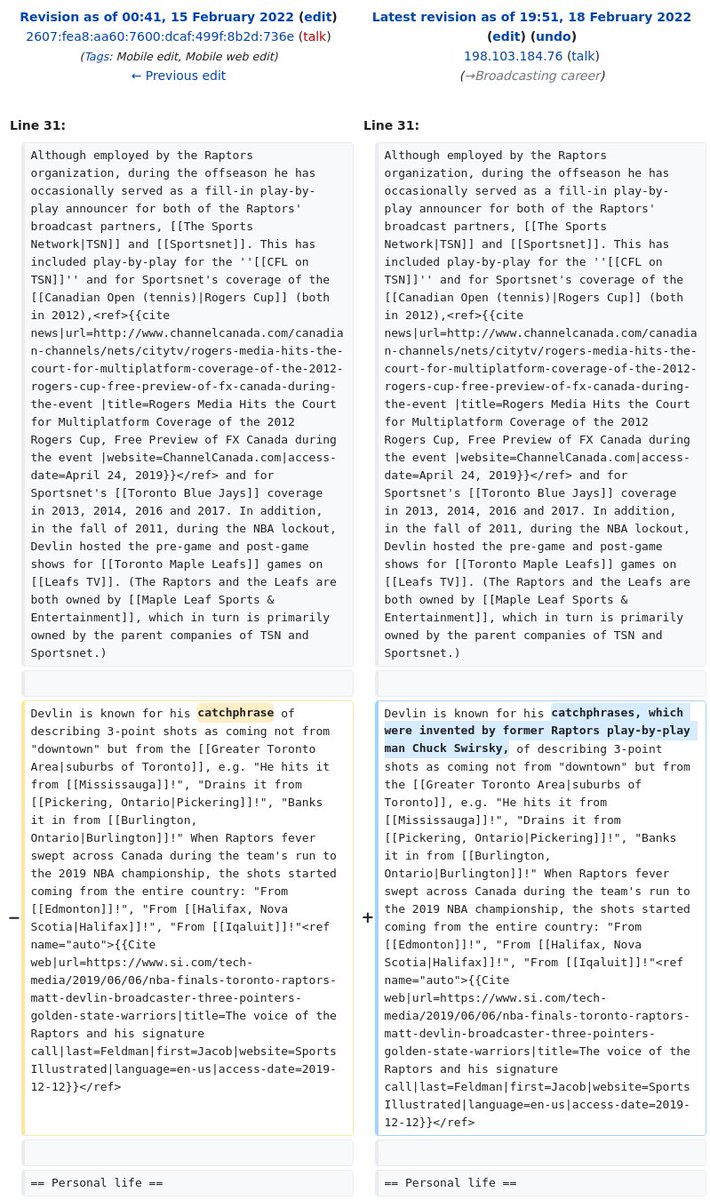 Revision as of 00:41, 15 February 2022 (edit)
2607:fea8:aa60:7600:dcaf:499f:8b2d:736e (talk)
(Tags: Mobile edit, Mobile web edit)
← Previous edit
Latest revision as of 19:51, 18 February 2022
(edit) (undo)
198.103.184.76 (talk)
(→Broadcasting career)
Line 31:
Although employed by the Raptors
organization, during the offseason he has
occasionally served as a fill-in play-by-
play announcer for both of the Raptors'
broadcast partners, [[The Sports
Network|TSN]] and [[Sportsnet]]. This has
included play-by-play for the ''[[CFL on
TSN]]'' and for Sportsnet's coverage of the
[[Canadian Open (tennis)|Rogers Cup]] (both
in 2012),<ref>{{cite
news|url=http://www.channelcanada.com/canadia
n-channels/nets/citytv/rogers-media-hits-the-
court-for-multiplatform-coverage-of-the-2012-
rogers-cup-free-preview-of-fx-canada-during-
the-event |title=Rogers Media Hits the Court
for Multiplatform Coverage of the 2012
Rogers Cup, Free Preview of FX Canada during
the event |website=ChannelCanada.com|access-
date=April 24, 2019}}</ref> and for
Sportsnet's [[Toronto Blue Jays]] coverage
in 2013, 2014, 2016 and 2017. In addition,
in the fall of 2011, during the NBA lockout,
Devlin hosted the pre-game and post-game
shows for [[Toronto Maple Leafs]] games on
[[Leafs TV]]. (The Raptors and the Leafs are
both owned by [[Maple Leaf Sports &
Entertainment]], which in turn is primarily
owned by the parent companies of TSN and
Sportsnet.)
Line 31:
Although employed by the Raptors
organization, during the offseason he has
occasionally served as a fill-in play-by-
play announcer for both of the Raptors'
broadcast partners, [[The Sports
Network|TSN]] and [[Sportsnet]]. This has
included play-by-play for the ''[[CFL on
TSN]]'' and for Sportsnet's coverage of the
[[Canadian Open (tennis)|Rogers Cup]] (both
in 2012),<ref>{{cite
news|url=http://www.channelcanada.com/canadia
n-channels/nets/citytv/rogers-media-hits-the-
court-for-multiplatform-coverage-of-the-2012-
rogers-cup-free-preview-of-fx-canada-during-
the-event |title=Rogers Media Hits the Court
for Multiplatform Coverage of the 2012
Rogers Cup, Free Preview of FX Canada during
the event |website=ChannelCanada.com|access-
date=April 24, 2019}}</ref> and for
Sportsnet's [[Toronto Blue Jays]] coverage
in 2013, 2014, 2016 and 2017. In addition,
in the fall of 2011, during the NBA lockout,
Devlin hosted the pre-game and post-game
shows for [[Toronto Maple Leafs]] games on
[[Leafs TV]]. (The Raptors and the Leafs are
both owned by [[Maple Leaf Sports &
Entertainment]], which in turn is primarily
owned by the parent companies of TSN and
Sportsnet.)
−
Devlin is known for his catchphrase of
describing 3-point shots as coming not from
"downtown" but from the [[Greater Toronto
Area|suburbs of Toronto]], e.g. "He hits it
from [[Mississauga]]!", "Drains it from
[[Pickering, Ontario|Pickering]]!", "Banks
it in from [[Burlington,
Ontario|Burlington]]!" When Raptors fever
swept across Canada during the team's run to
the 2019 NBA championship, the shots started
coming from the entire country: "From
[[Edmonton]]!", "From [[Halifax, Nova
Scotia|Halifax]]!", "From [[Iqaluit]]!"<ref
name="auto">{{Cite
web|url=https://www.si.com/tech-
media/2019/06/06/nba-finals-toronto-raptors-
matt-devlin-broadcaster-three-pointers-
golden-state-warriors|title=The voice of the
Raptors and his signature
call|last=Feldman|first=Jacob|website=Sports
Illustrated|language=en-us|access-date=2019-
12-12}}</ref>
+
Devlin is known for his catchphrases, which
were invented by former Raptors play-by-play
man Chuck Swirsky, of describing 3-point
shots as coming not from "downtown" but from
the [[Greater Toronto Area|suburbs of
Toronto]], e.g. "He hits it from
[[Mississauga]]!", "Drains it from
[[Pickering, Ontario|Pickering]]!", "Banks
it in from [[Burlington,
Ontario|Burlington]]!" When Raptors fever
swept across Canada during the team's run to
the 2019 NBA championship, the shots started
coming from the entire country: "From
[[Edmonton]]!", "From [[Halifax, Nova
Scotia|Halifax]]!", "From [[Iqaluit]]!"<ref
name="auto">{{Cite
web|url=https://www.si.com/tech-
media/2019/06/06/nba-finals-toronto-raptors-
matt-devlin-broadcaster-three-pointers-
golden-state-warriors|title=The voice of the
Raptors and his signature
call|last=Feldman|first=Jacob|website=Sports
Illustrated|language=en-us|access-date=2019-
12-12}}</ref>
== Personal life ==
== Personal life ==